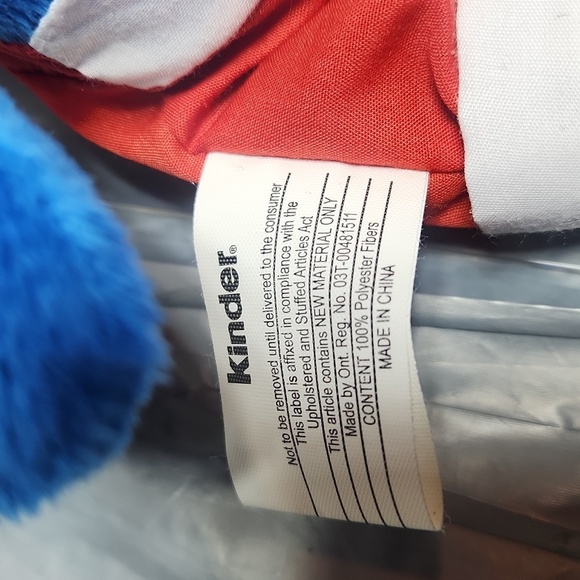 kinder®
Not to be removed until delivered to the consumer
This label is affixed in compliance with the
Upholstered and Stuffed Articles Act
This article contains NEW MATERIAL ONLY
Made by Ont. Reg. No. 03T-00481511
CONTENT 100% Polyester Fibers
MADE IN CHINA